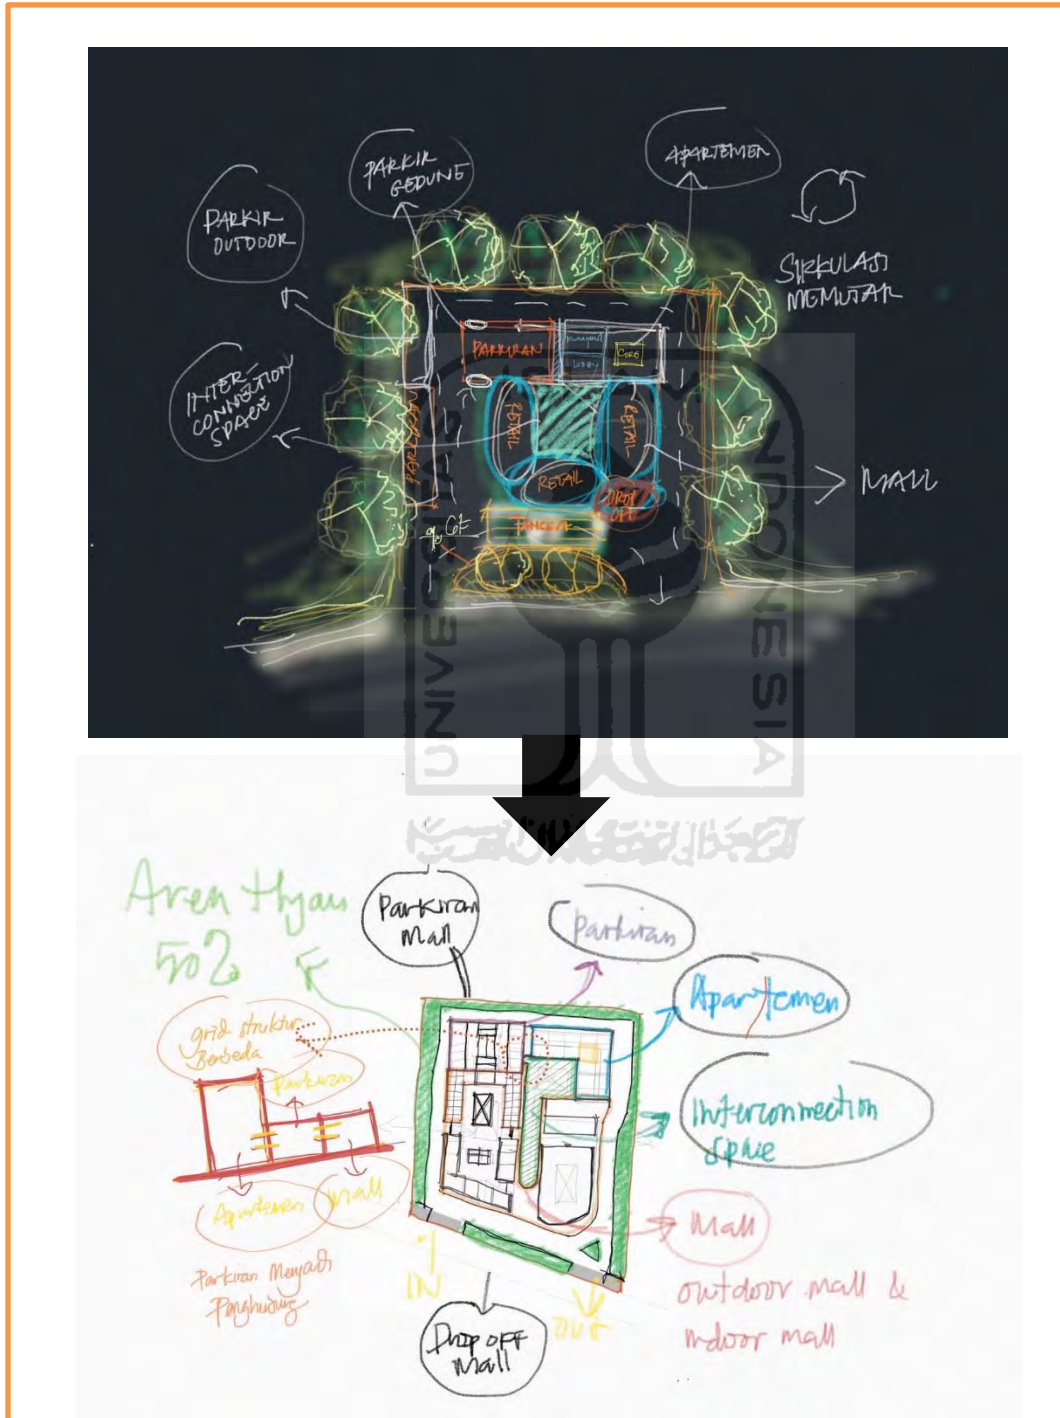 PARKIR
GEDUNG
APARTEMEN
PARKIR
OUTDOOR
SIRKULASI
MEMUTAR
INTER-
CONNECTION
SPACE
PARKIRAN
LOBBY
CORE
RETAIL
RETAIL
RETAIL
DROP
OFF
MALL
TANGGA
UNIVERSITAS
INDONESIA
Area Hijau
50%
Parkiran
Mall
Parkiran
Apartemen
grid struktur
Berbeda
Parkiran
Interconnection
space
Apartemen
Mall
Mall
Parkiran Menjadi
Penghubung
IN
OUT
outdoor mall &
indoor mall
Drop OFF
Mall